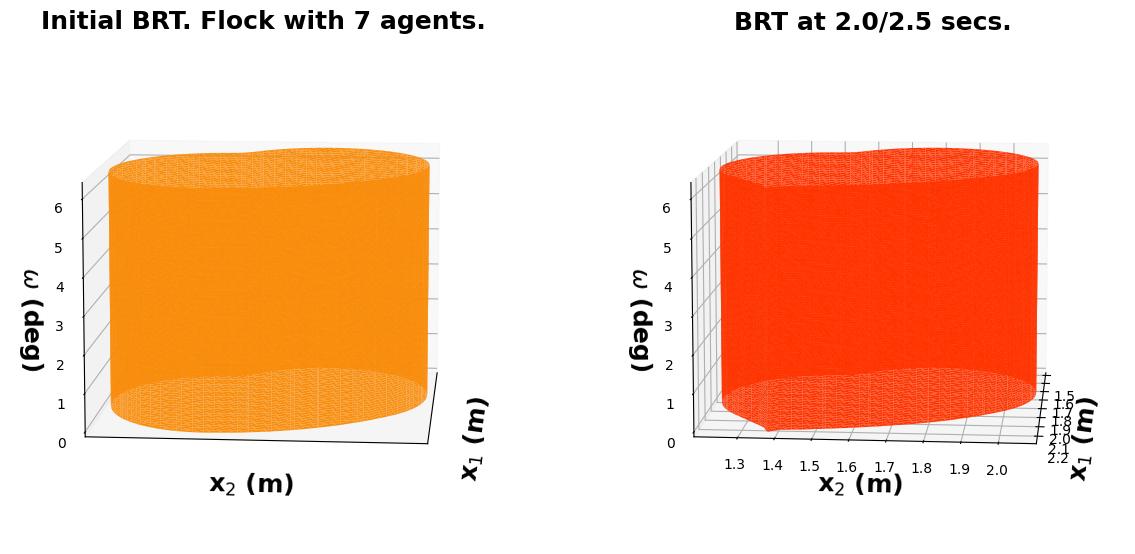 Initial BRT. Flock with 7 agents.
6
5
4
3
2
1
0
ω (deg)
x₂ (m)
x₁ (m)
BRT at 2.0/2.5 secs.
6
5
4
3
2
1
0
ω (deg)
1.3 1.4 1.5 1.6 1.7 1.8 1.9 2.0
x₂ (m)
1.5
1.6
1.7
1.8
1.9
2.0
2.1
2.2
x₁ (m)